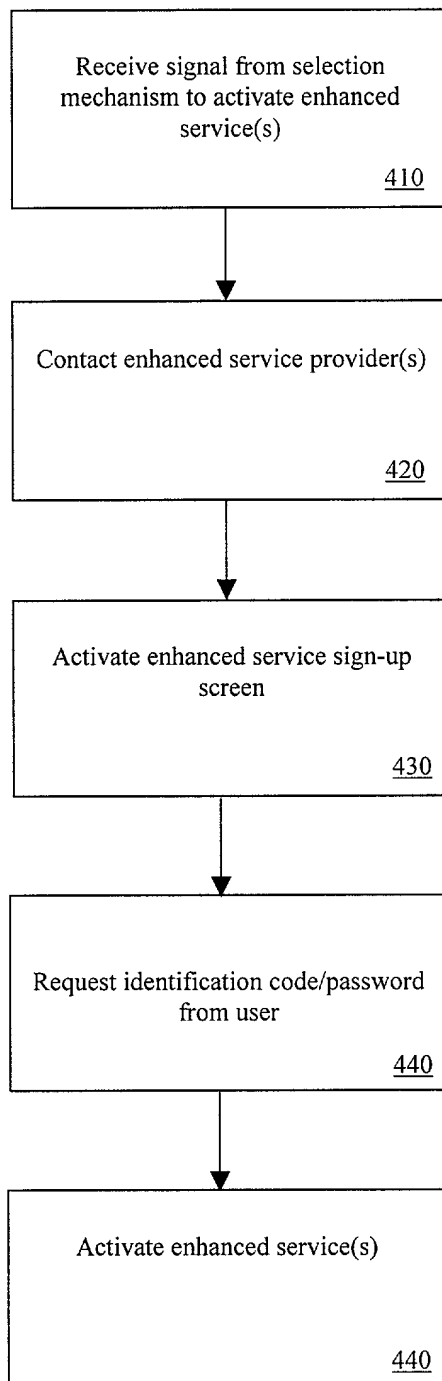 Receive signal from selection
mechanism to activate enhanced
service(s)
410
Contact enhanced service provider(s)
420
Activate enhanced service sign-up
screen
430
Request identification code/password
from user
440
Activate enhanced service(s)
440